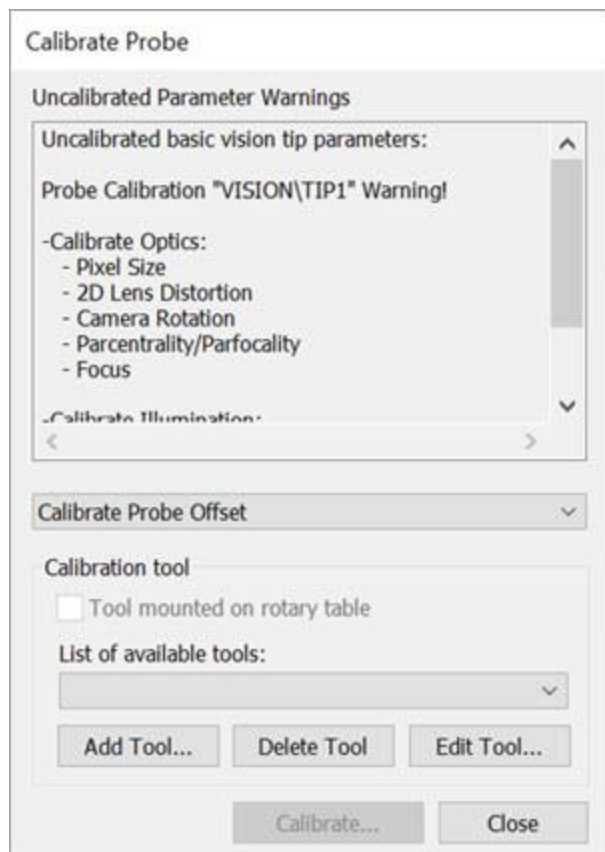 Calibrate Probe
Uncalibrated Parameter Warnings
Uncalibrated basic vision tip parameters:
Probe Calibration "VISION\TIP1" Warning!
-Calibrate Optics:
- Pixel Size
- 2D Lens Distortion
- Camera Rotation
- Parcentrality/Parfocality
- Focus
-Calibrate Illumination:
Calibrate Probe Offset
Calibration tool
Tool mounted on rotary table
List of available tools:
Add Tool... Delete Tool Edit Tool...
Calibrate... Close